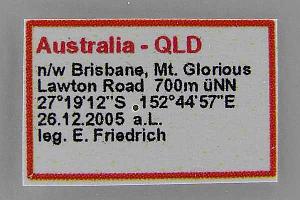 Australia - QLD
n/w Brisbane, Mt. Glorious
Lawton Road 700m üNN
27°19'12"S 152°44'57"E
26.12.2005 a.L.
leg. E. Friedrich